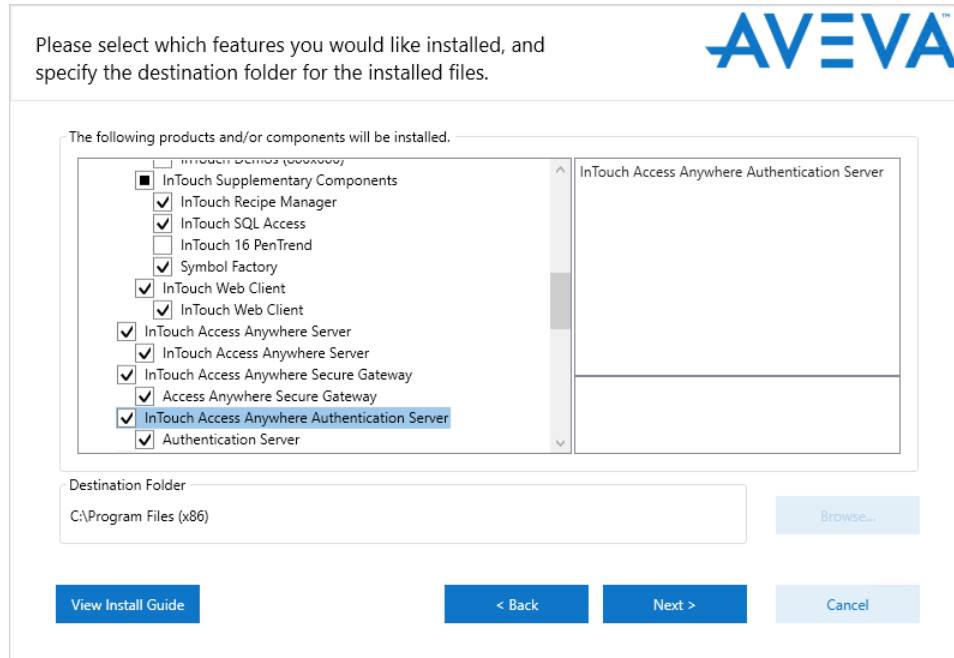 Please select which features you would like installed, and
specify the destination folder for the installed files.
AVEVA™
The following products and/or components will be installed.
InTouch Supplementary Components
InTouch Recipe Manager
InTouch SQL Access
InTouch 16 PenTrend
Symbol Factory
InTouch Web Client
InTouch Web Client
InTouch Access Anywhere Server
InTouch Access Anywhere Server
InTouch Access Anywhere Secure Gateway
Access Anywhere Secure Gateway
InTouch Access Anywhere Authentication Server
Authentication Server
InTouch Access Anywhere Authentication Server
Destination Folder
C:\Program Files (x86)
Browse...
View Install Guide
< Back
Next >
Cancel